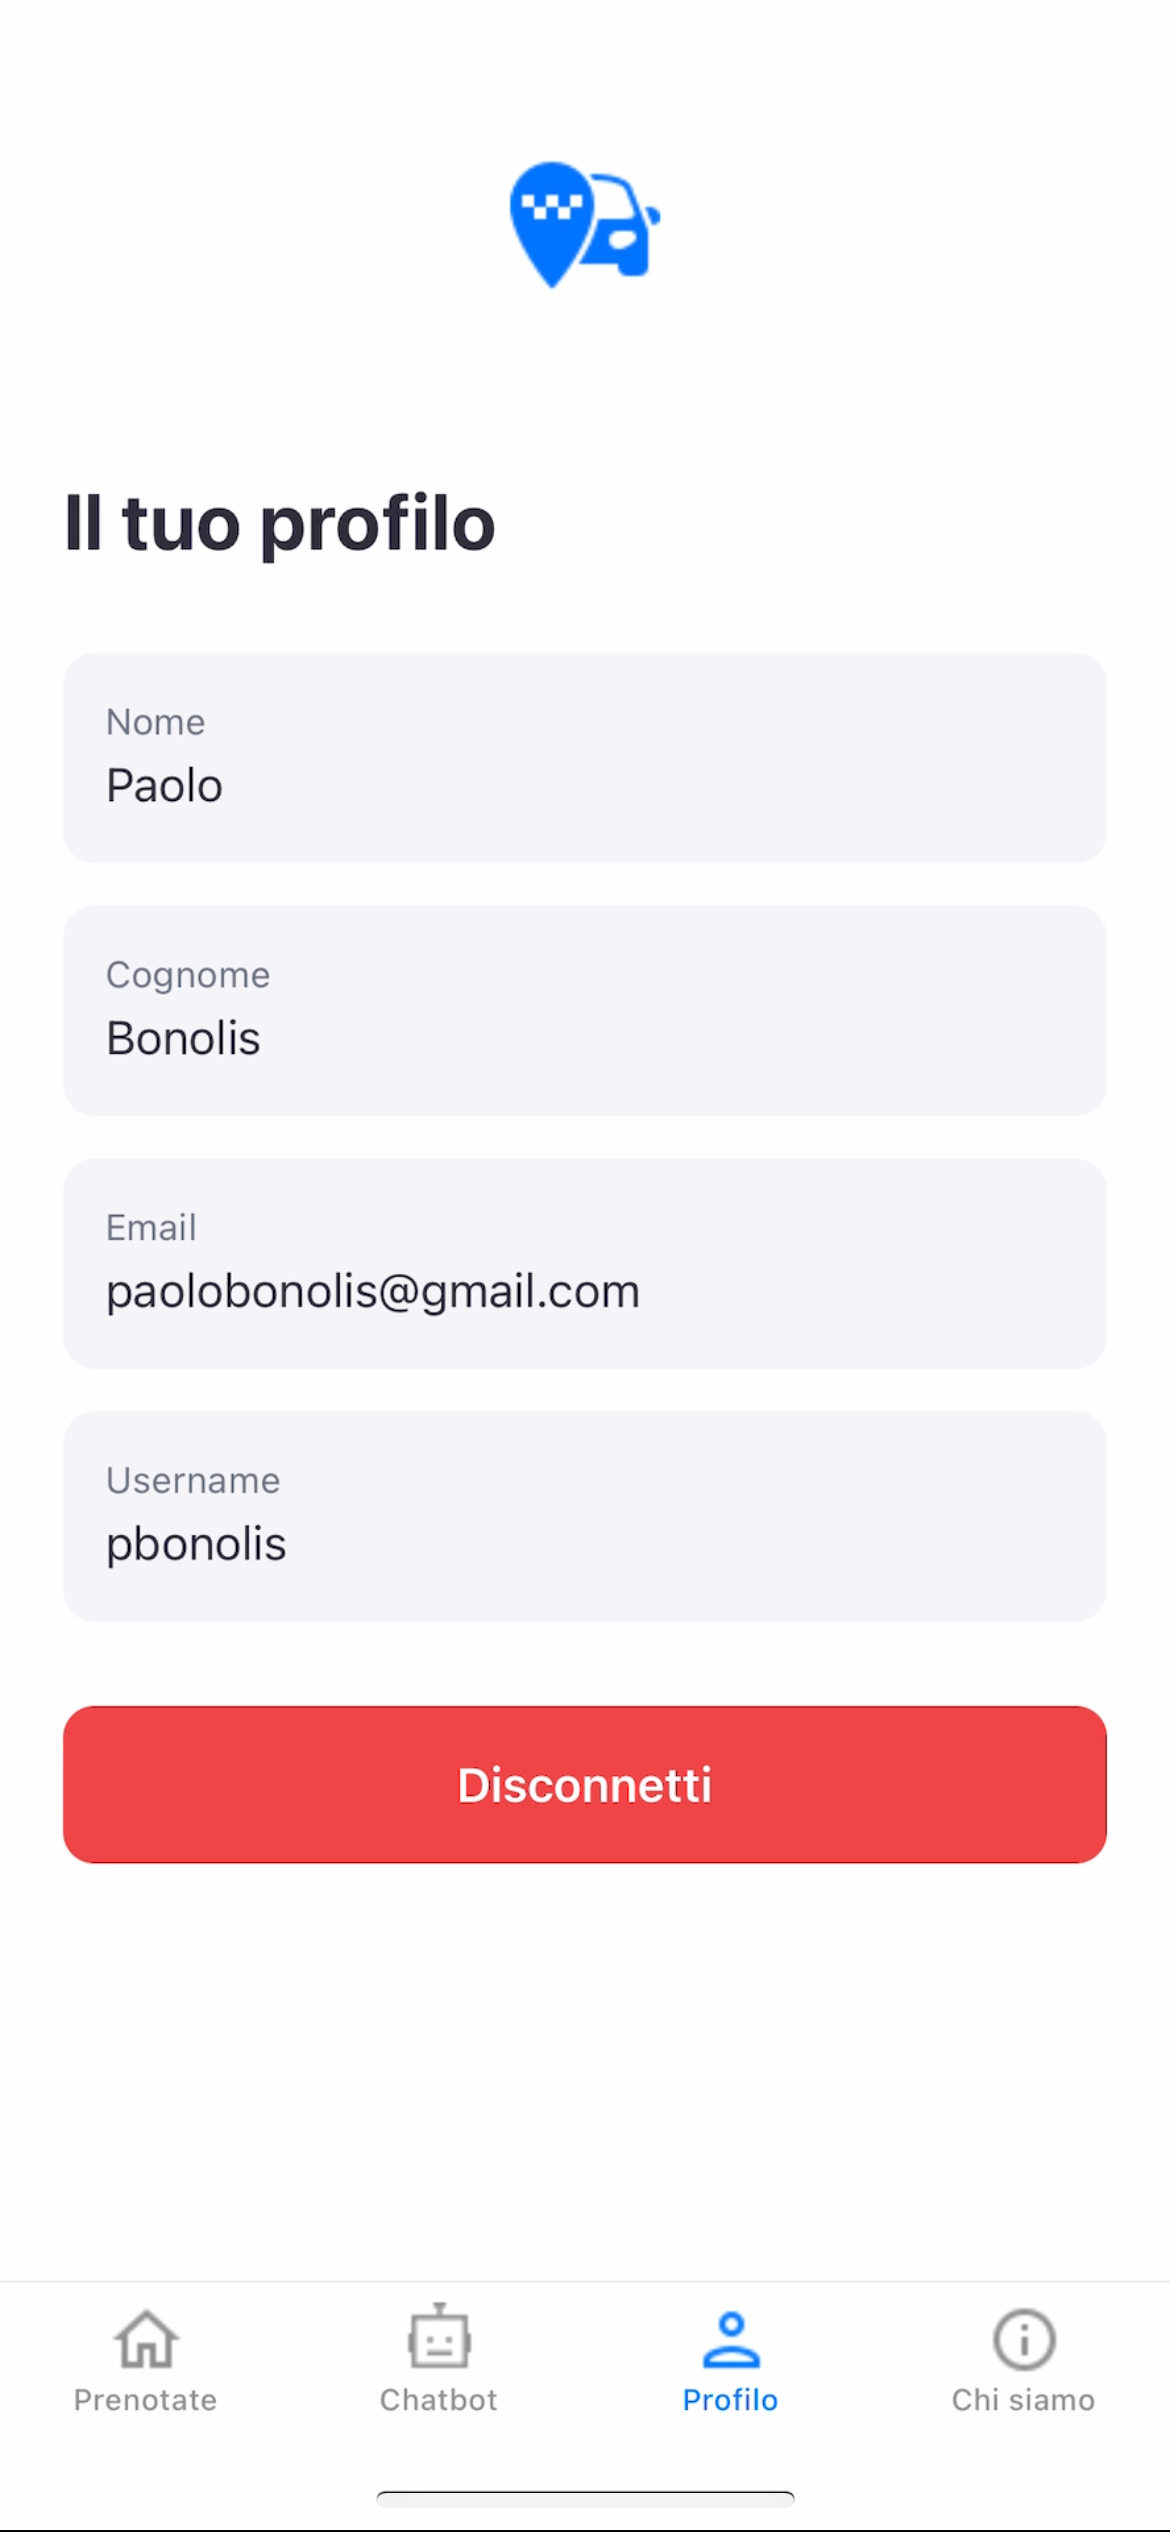 Il tuo profilo
Nome
Paolo
Cognome
Bonolis
Email
paolobonolis@gmail.com
Username
pbonolis
Disconnetti
Prenotate
Chatbot
Profilo
Chi siamo